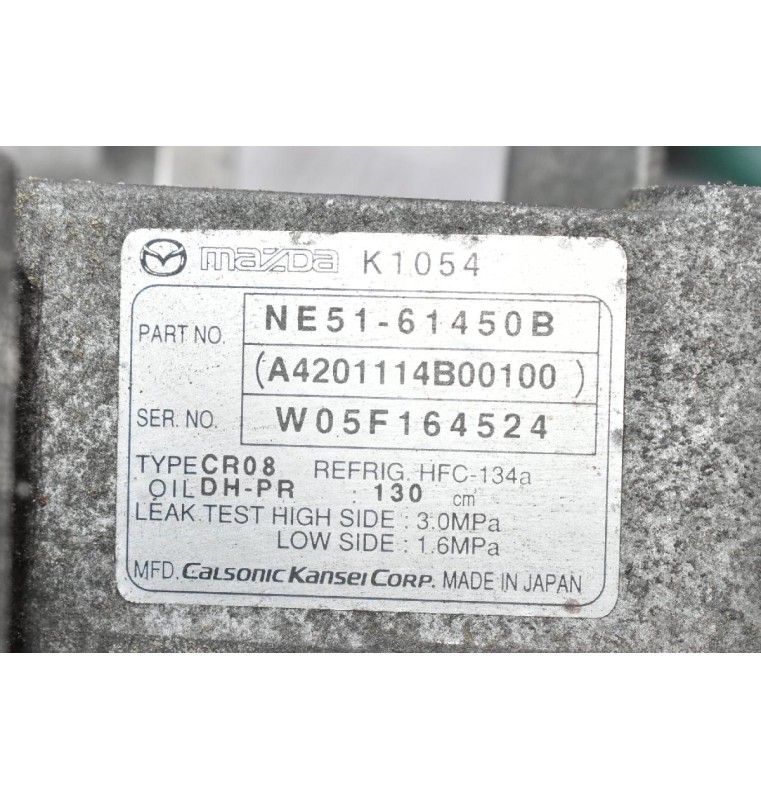 mazda K1054
PART NO. NE51-61450B
(A4201114B00100)
SER. NO. W05F164524
TYPE CR08 REFRIG. HFC-134a
OIL DH-PR : 130 cm³
LEAK TEST HIGH SIDE : 3.0MPa
LOW SIDE : 1.6MPa
MFD. CALSONIC KANSEI CORP. MADE IN JAPAN